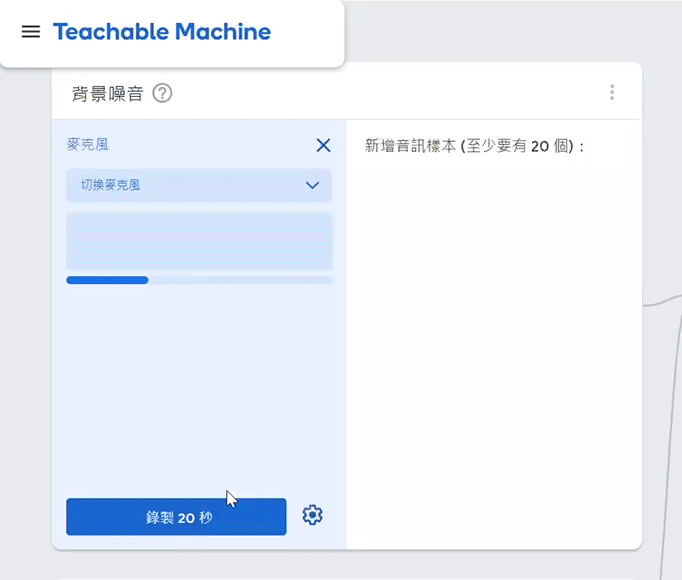 Teachable Machine
背景噪音
麥克風
新增音訊樣本 (至少要有 20 個)：
切換麥克風
錄製 20 秒